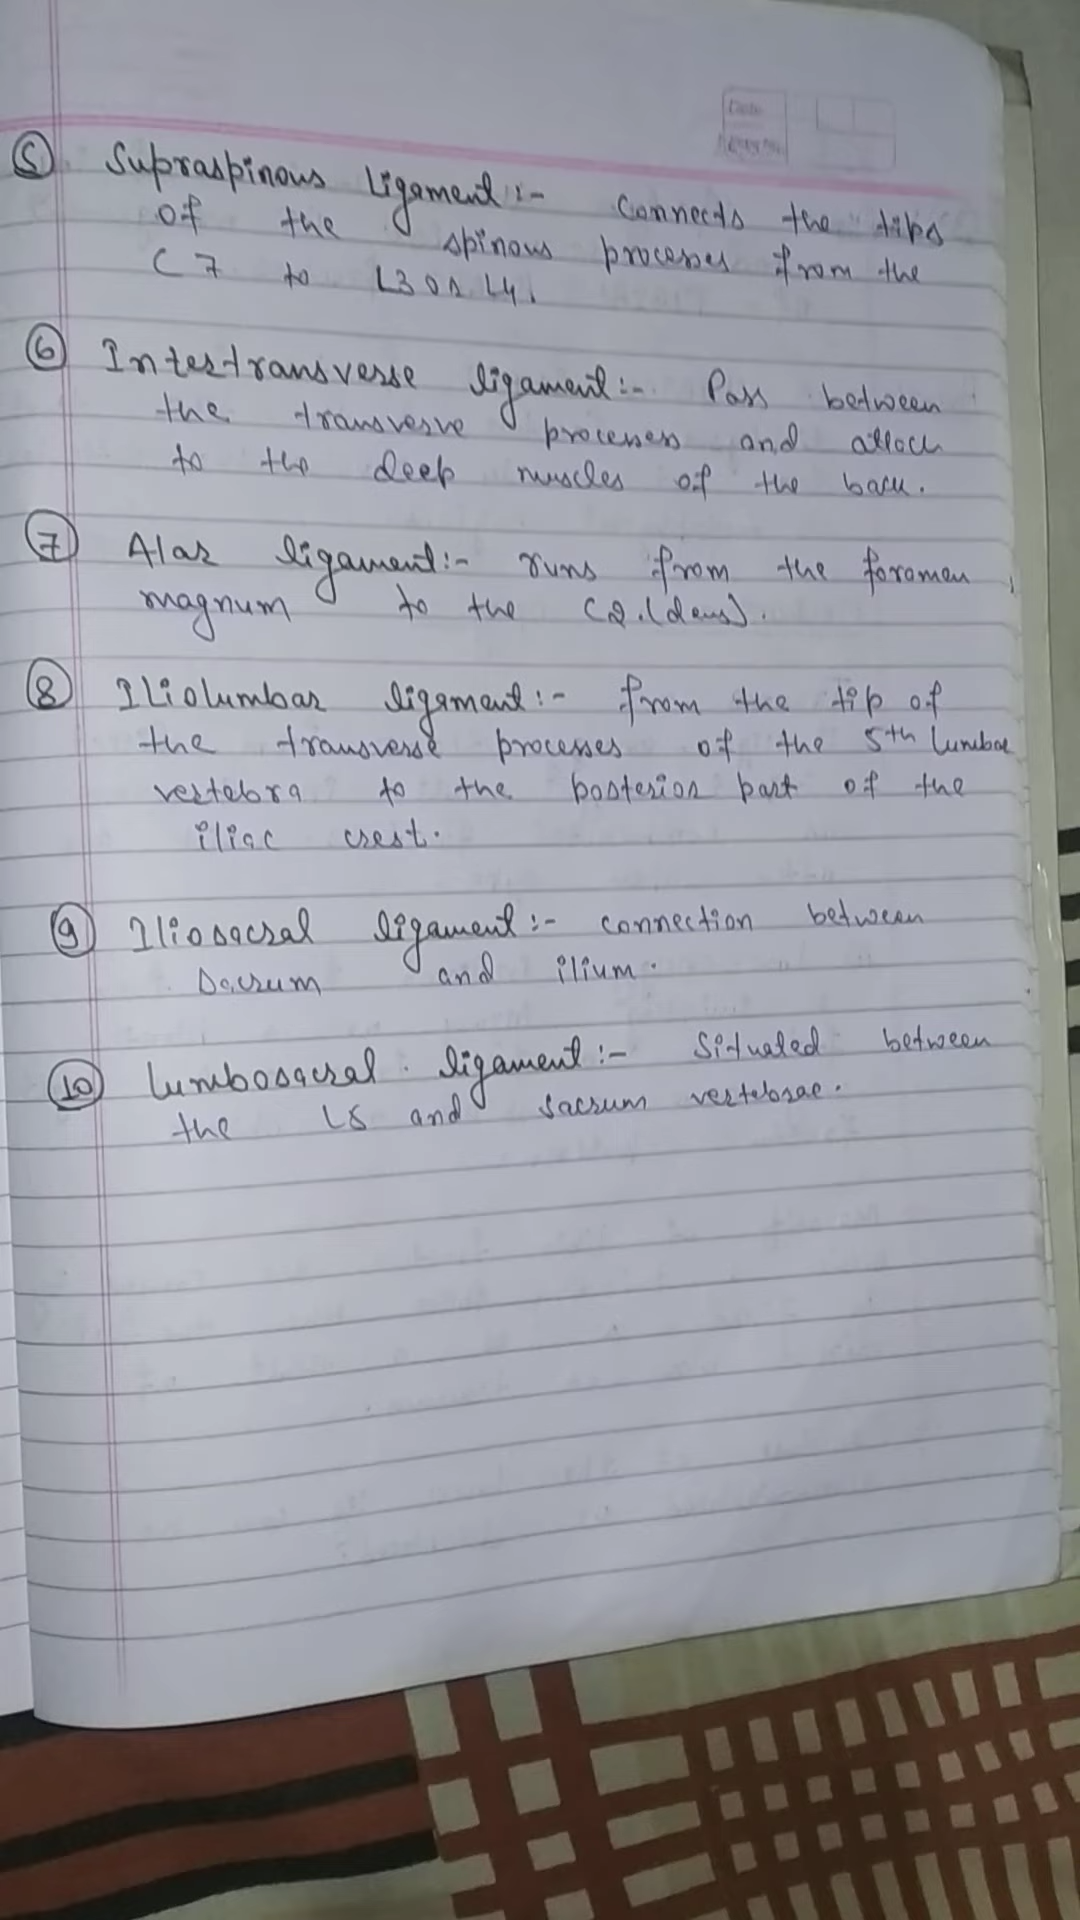 Date
⑤ Supraspinous Ligament :- Connects the tips
of the spinous processes from the
C7 to L3 or L4.
⑥ Intertransverse ligament :- Pass between
the transverse processes and attach
to the deep muscles of the back.
⑦ Alar ligament :- runs from the foramen
magnum to the C2.(dens).
⑧ Iliolumbar ligament :- from the tip of
the transverse processes of the 5th lumbar
vertebra to the posterior part of the
iliac crest.
⑨ Iliosacral ligament :- connection between
sacrum and ilium.
⑩ lumbosacral. ligament :- Situated between
the L5 and sacrum vertebrae.